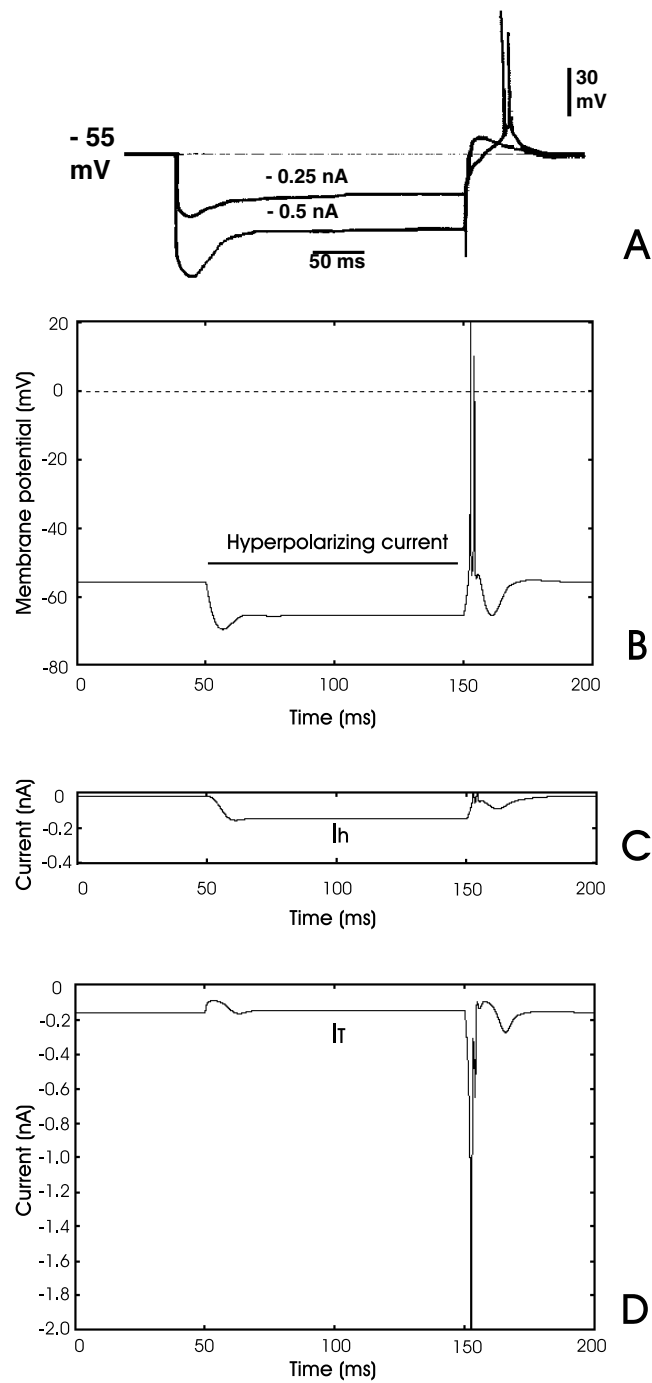 30
mV
- 55
mV
- 0.25 nA
- 0.5 nA
50 ms
A
20
0
-20
-40
-60
-80
Membrane potential (mV)
Hyperpolarizing current
0 50 100 150 200
Time (ms)
B
0
-0.2
-0.4
Current (nA)
Ih
0 50 100 150 200
Time (ms)
C
0
-0.2
-0.4
-0.6
-0.8
-1.0
-1.2
-1.4
-1.6
-1.8
-2.0
Current (nA)
IT
0 50 100 150 200
Time (ms)
D